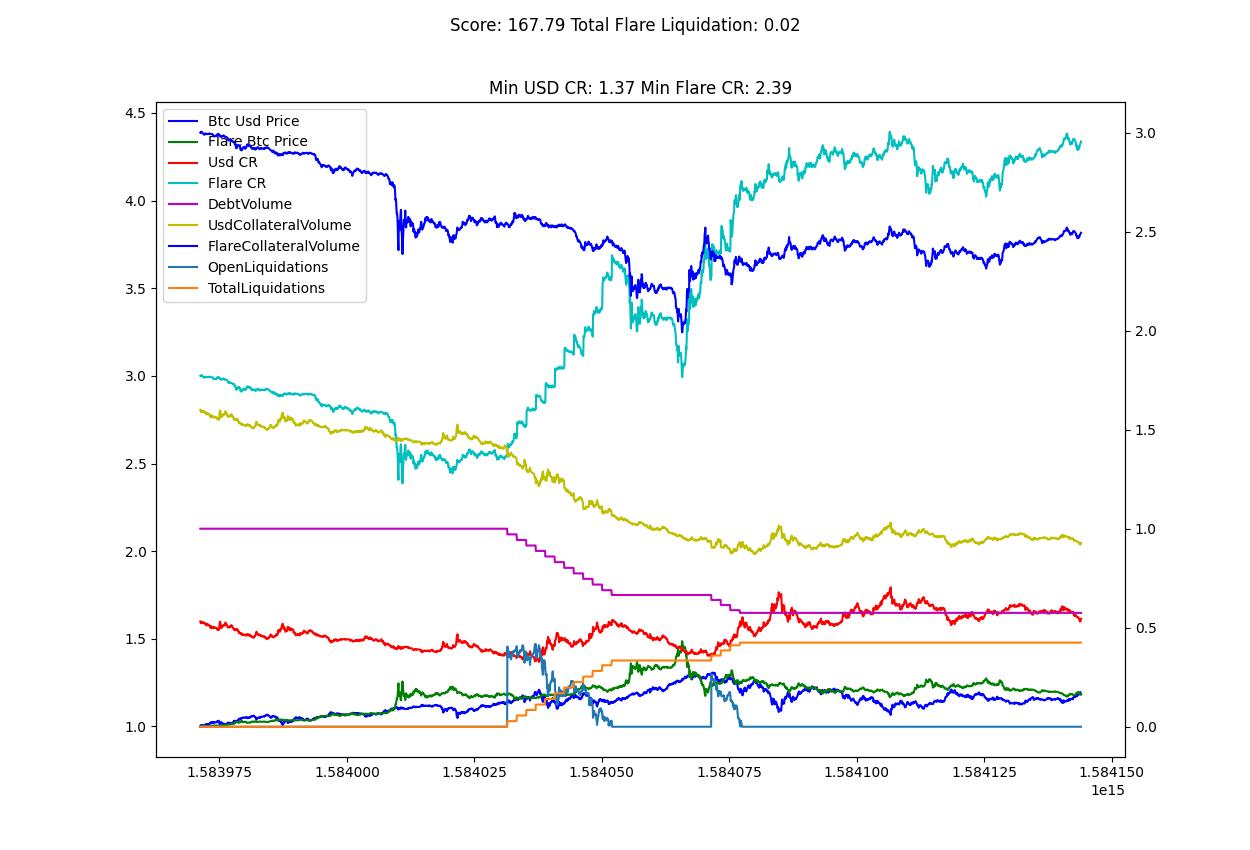 Score: 167.79 Total Flare Liquidation: 0.02
Min USD CR: 1.37 Min Flare CR: 2.39
Btc Usd Price
Flare Btc Price
Usd CR
Flare CR
DebtVolume
UsdCollateralVolume
FlareCollateralVolume
OpenLiquidations
TotalLiquidations
4.5
4.0
3.5
3.0
2.5
2.0
1.5
1.0
3.0
2.5
2.0
1.5
1.0
0.5
0.0
1.583975 1.584000 1.584025 1.584050 1.584075 1.584100 1.584125 1.584150
1e15